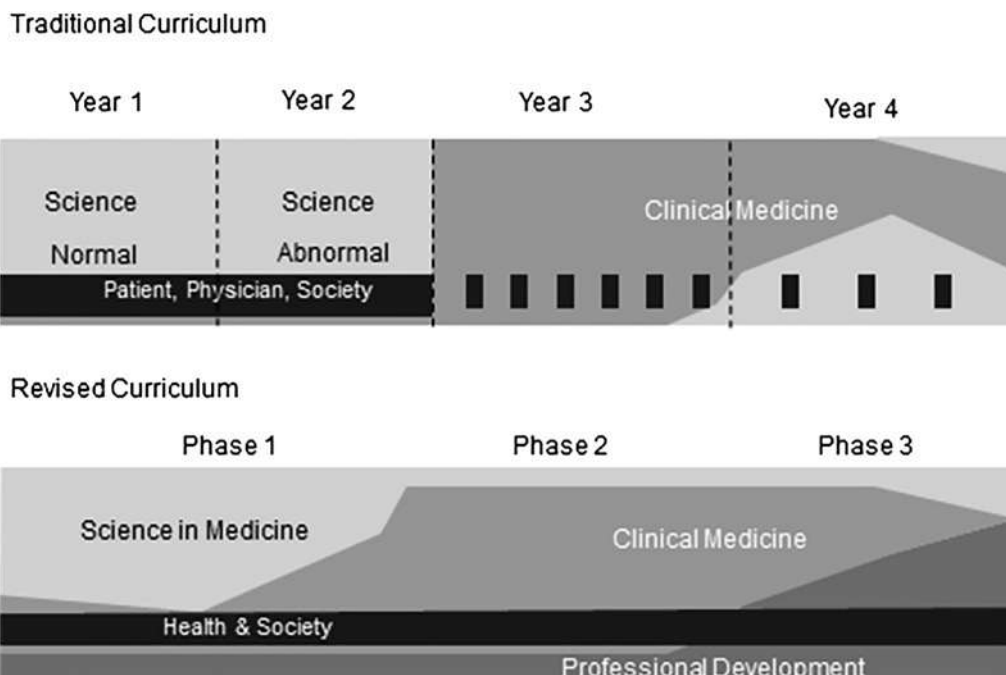 Traditional Curriculum
Year 1
Year 2
Year 3
Year 4
Science
Normal
Science
Abnormal
Clinical Medicine
Patient, Physician, Society
Revised Curriculum
Phase 1
Phase 2
Phase 3
Science in Medicine
Clinical Medicine
Health & Society
Professional Development